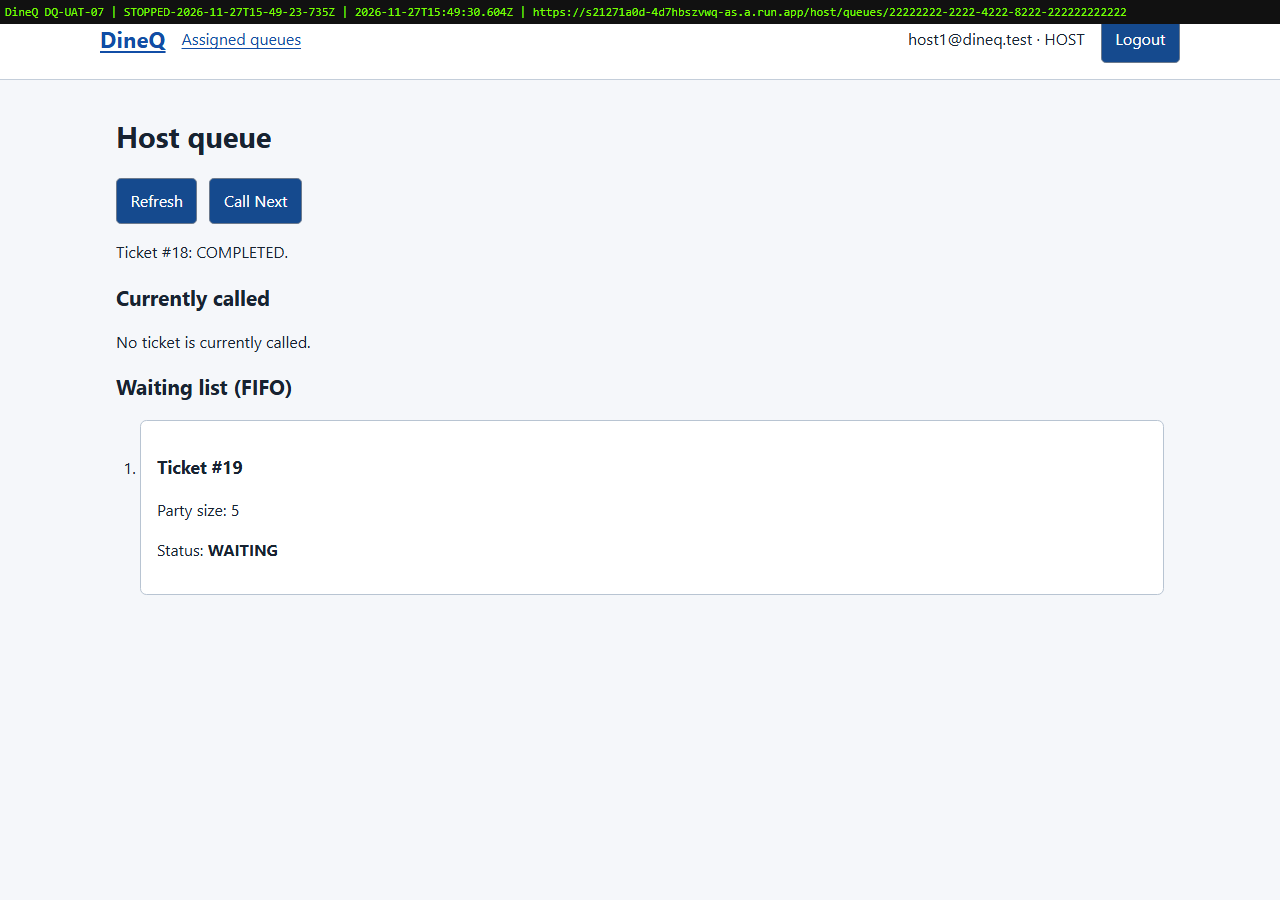 DineQ DQ-UAT-07 | STOPPED-2026-11-27T15-49-23-735Z | 2026-11-27T15:49:30.604Z | https://s21271a0d-4d7hbszvwq-as.a.run.app/host/queues/22222222-2222-4222-8222-222222222222
DineQ Assigned queues host1@dineq.test · HOST Logout
Host queue
Refresh Call Next
Ticket #18: COMPLETED.
Currently called
No ticket is currently called.
Waiting list (FIFO)
1. Ticket #19
Party size: 5
Status: WAITING